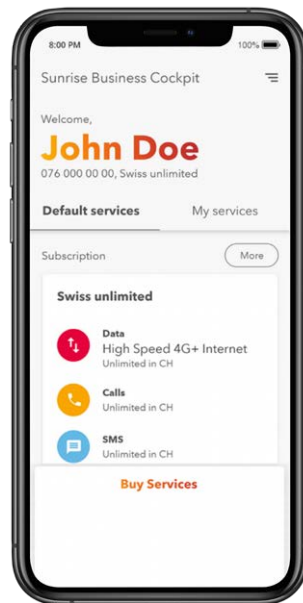 8:00 PM 100%
Sunrise Business Cockpit
Welcome,
John Doe
076 000 00 00, Swiss unlimited
Default services My services
Subscription More
Swiss unlimited
Data
High Speed 4G+ Internet
Unlimited in CH
Calls
Unlimited in CH
SMS
Unlimited in CH
Buy Services